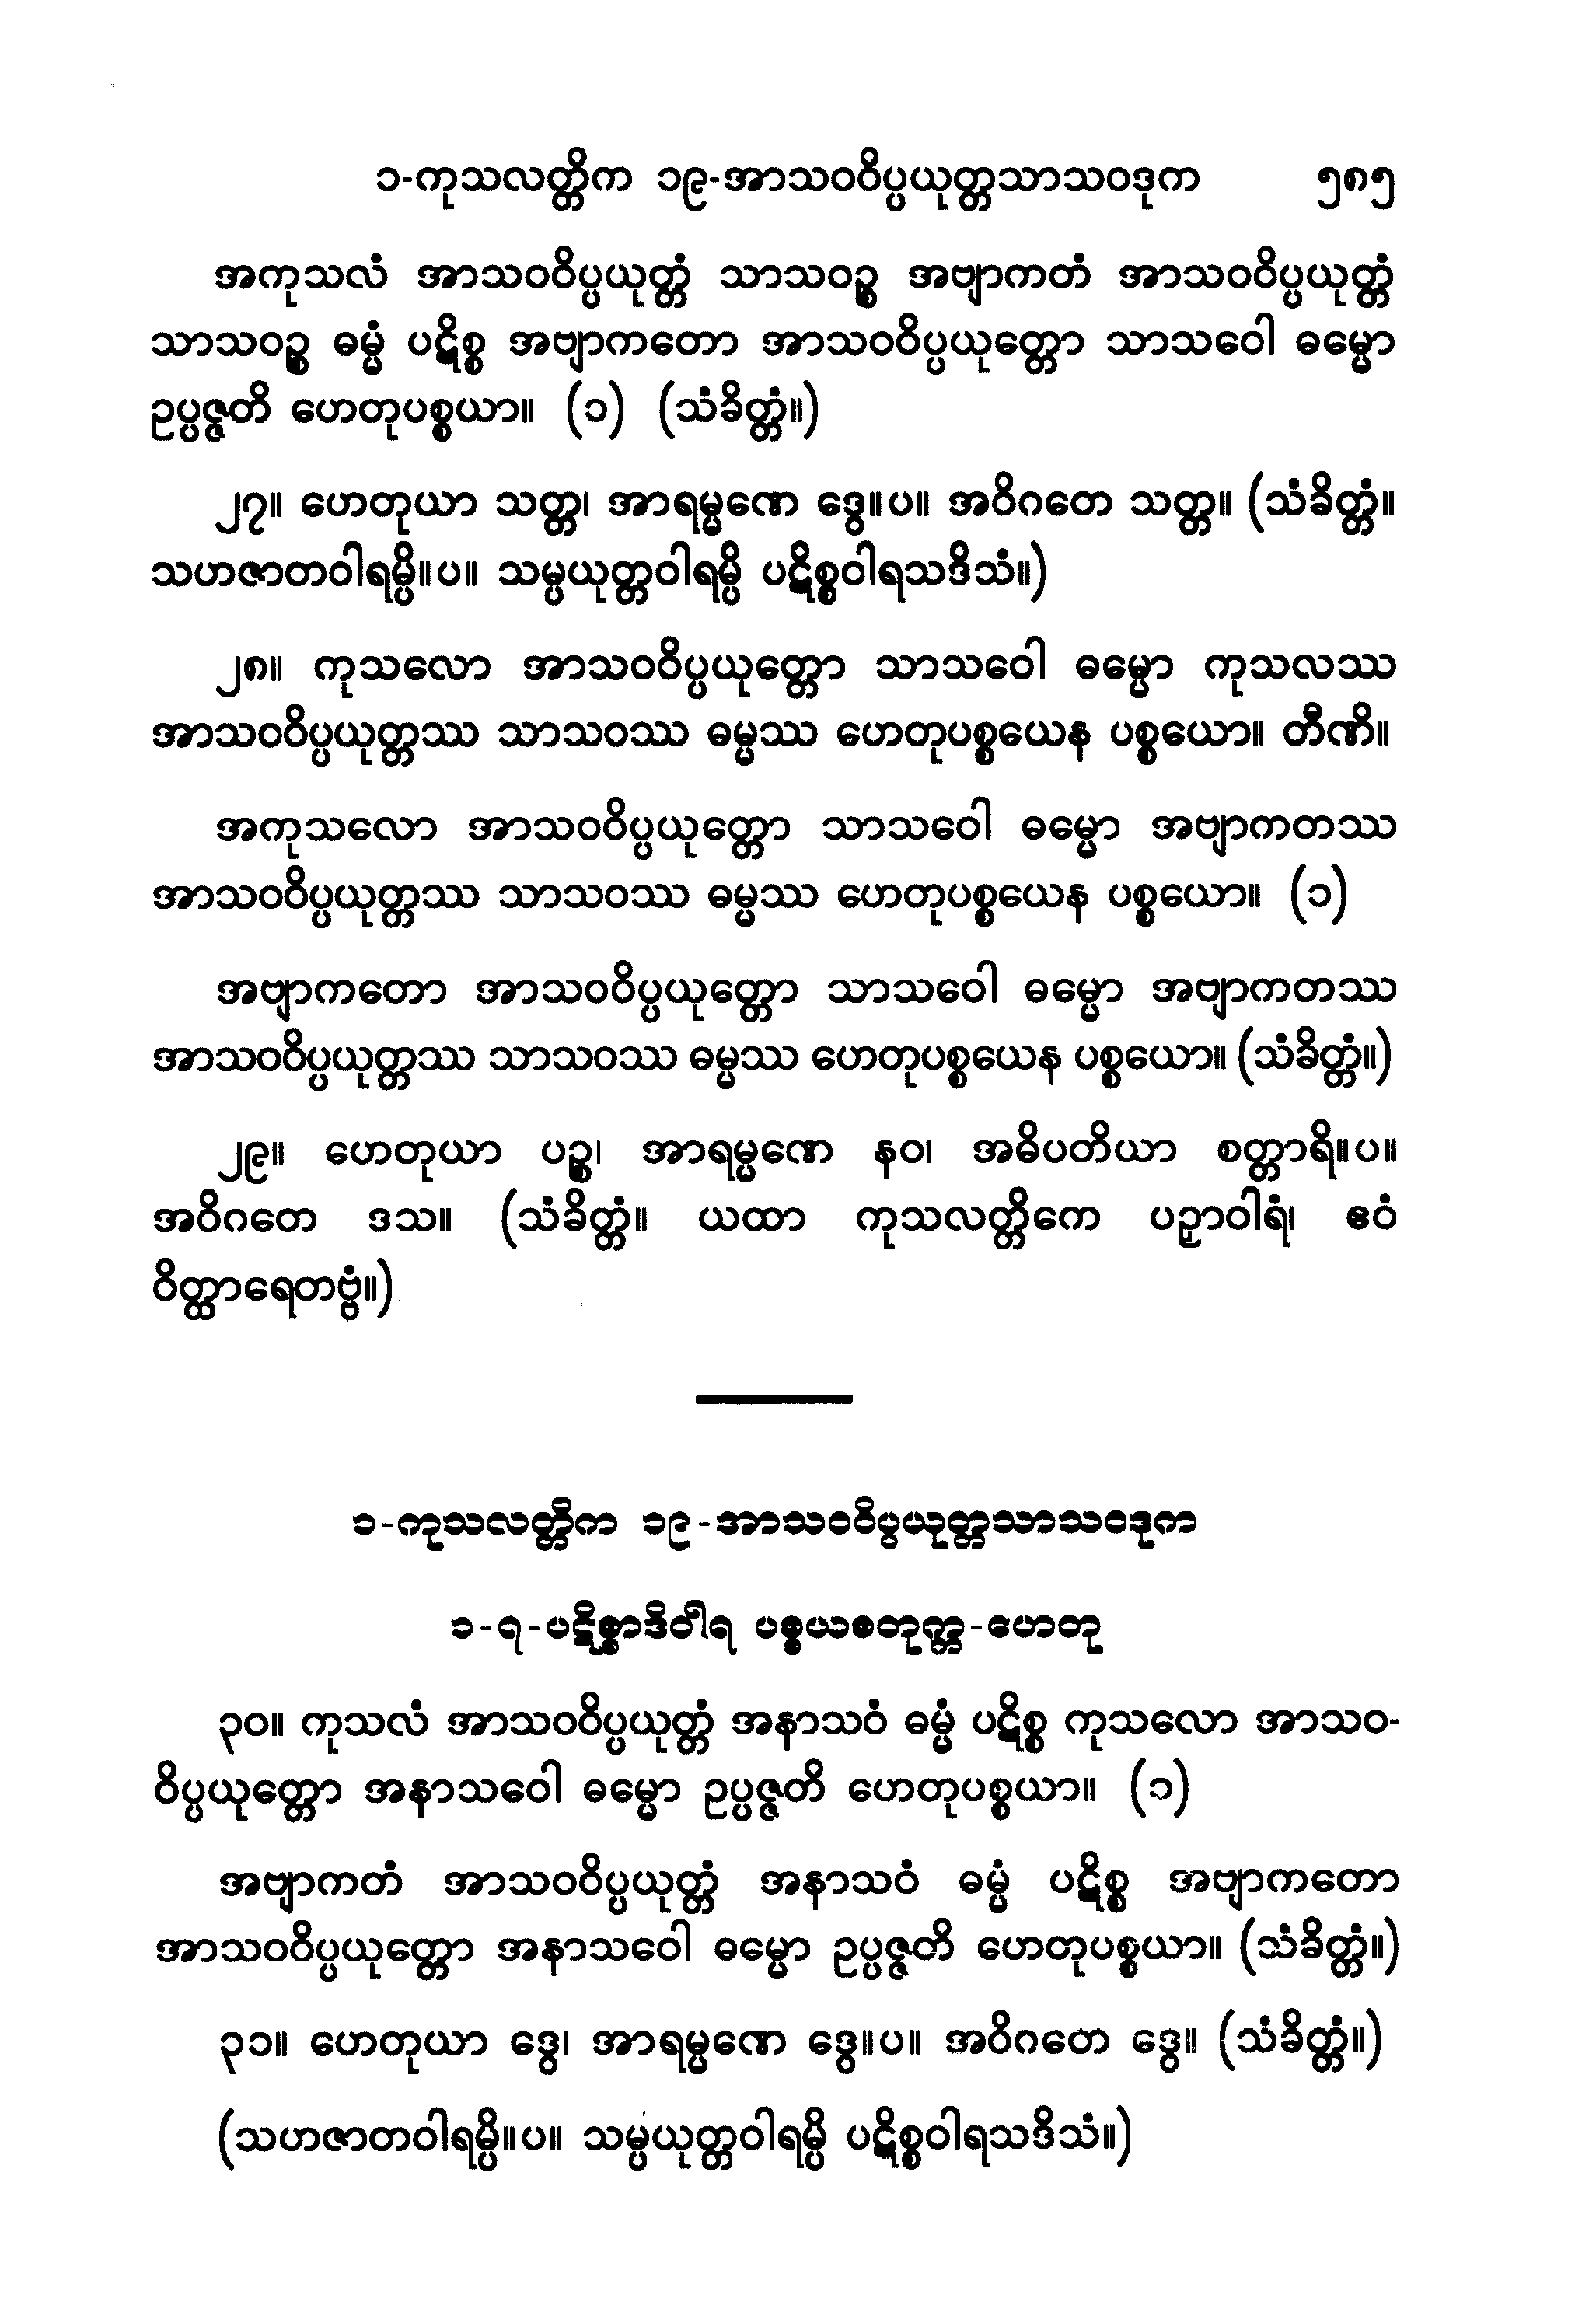 ၁-ကုသလတ္တိက ၁၉-အာသဝဝိပ္ပယုတ္တသာသဝဒုက ၅၈၅
အကုသလံ အာသဝဝိပ္ပယုတ္တံ သာသဝဉ္စ အဗျာကတံ အာသဝဝိပ္ပယုတ္တံ
သာသဝဉ္စ ဓမ္မံ ပဋိစ္စ အဗျာကတော အာသဝဝိပ္ပယုတ္တော သာသဝေါ ဓမ္မော
ဥပ္ပဇ္ဇတိ ဟေတုပစ္စယာ။ (၁) (သံခိတ္တံ။)
၂၇။ ဟေတုယာ သတ္တ၊ အာရမ္မဏေ ဒွေ။ပ။ အဝိဂတေ သတ္တ။ (သံခိတ္တံ။
သဟဇာတဝါရမ္ပိ။ပ။ သမ္ပယုတ္တဝါရမ္ပိ ပဋိစ္စဝါရသဒိသံ။)
၂၈။ ကုသလော အာသဝဝိပ္ပယုတ္တော သာသဝေါ ဓမ္မော ကုသလဿ
အာသဝဝိပ္ပယုတ္တဿ သာသဝဿ ဓမ္မဿ ဟေတုပစ္စယေန ပစ္စယော။ တီဏိ။
အကုသလော အာသဝဝိပ္ပယုတ္တော သာသဝေါ ဓမ္မော အဗျာကတဿ
အာသဝဝိပ္ပယုတ္တဿ သာသဝဿ ဓမ္မဿ ဟေတုပစ္စယေန ပစ္စယော။ (၁)
အဗျာကတော အာသဝဝိပ္ပယုတ္တော သာသဝေါ ဓမ္မော အဗျာကတဿ
အာသဝဝိပ္ပယုတ္တဿ သာသဝဿ ဓမ္မဿ ဟေတုပစ္စယေန ပစ္စယော။ (သံခိတ္တံ။)
၂၉။ ဟေတုယာ ပဉ္စ၊ အာရမ္မဏေ နဝ၊ အဓိပတိယာ စတ္တာရိ။ပ။
အဝိဂတေ ဒသ။ (သံခိတ္တံ။ ယထာ ကုသလတ္တိကေ ပဉှာဝါရံ၊ ဧဝံ
ဝိတ္ထာရေတဗ္ဗံ။)
၁-ကုသလတ္တိက ၁၉-အာသဝဝိပ္ပယုတ္တသာသဝဒုက
၁-၇-ပဋိစ္စာဒိဝါရ ပစ္စယစတုက္က-ဟေတု
၃၀။ ကုသလံ အာသဝဝိပ္ပယုတ္တံ အနာသဝံ ဓမ္မံ ပဋိစ္စ ကုသလော အာသဝ-
ဝိပ္ပယုတ္တော အနာသဝေါ ဓမ္မော ဥပ္ပဇ္ဇတိ ဟေတုပစ္စယာ။ (၁)
အဗျာကတံ အာသဝဝိပ္ပယုတ္တံ အနာသဝံ ဓမ္မံ ပဋိစ္စ အဗျာကတော
အာသဝဝိပ္ပယုတ္တော အနာသဝေါ ဓမ္မော ဥပ္ပဇ္ဇတိ ဟေတုပစ္စယာ။ (သံခိတ္တံ။)
၃၁။ ဟေတုယာ ဒွေ၊ အာရမ္မဏေ ဒွေ။ပ။ အဝိဂတေ ဒွေ။ (သံခိတ္တံ။)
(သဟဇာတဝါရမ္ပိ။ပ။ သမ္ပယုတ္တဝါရမ္ပိ ပဋိစ္စဝါရသဒိသံ။)